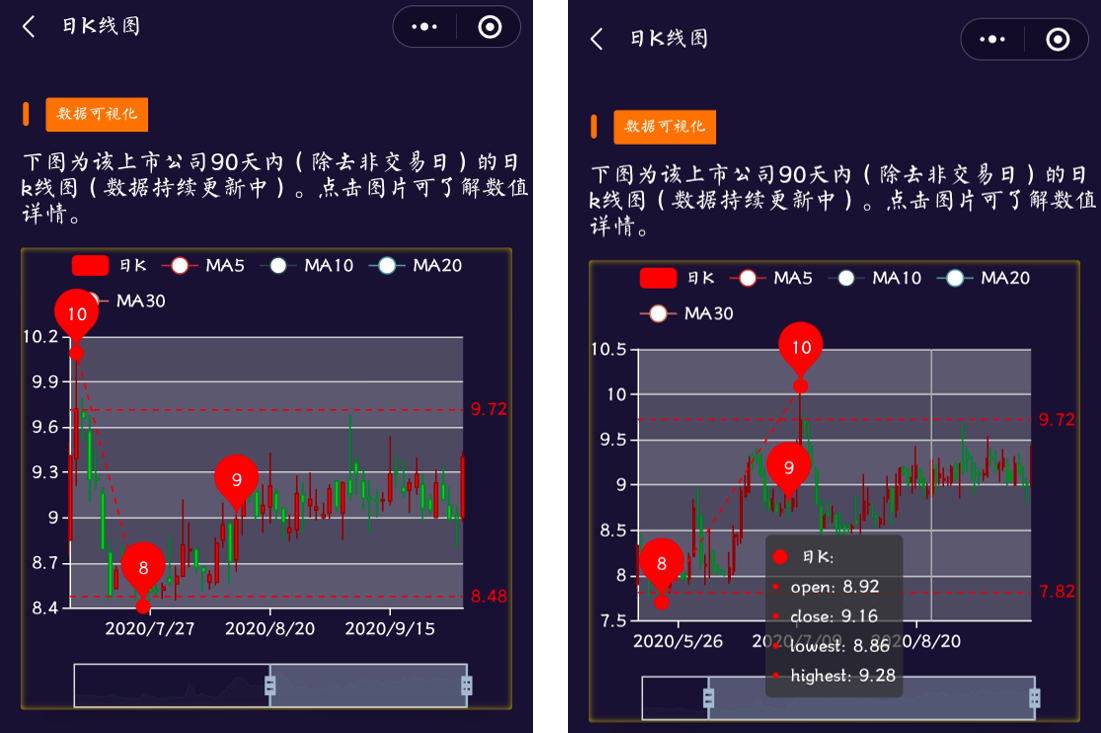 日K线图
数据可视化
下图为该上市公司90天内（除去非交易日）的日
k线图（数据持续更新中）。点击图片可了解数值
详情。
日K MA5 MA10 MA20
MA30
10
10.2
9.9
9.72
9.6
9.3
9
9
8.7
8
8.48
8.4
2020/7/27 2020/8/20 2020/9/15
日K线图
数据可视化
下图为该上市公司90天内（除去非交易日）的日
k线图（数据持续更新中）。点击图片可了解数值
详情。
日K MA5 MA10 MA20
MA30
10
10.5
10
9.72
9.5
9
9
8.5
8
8
7.82
7.5
日K:
open: 8.92
close: 9.16
lowest: 8.86
highest: 9.28
2020/5/26 2020/7/09 2020/8/20